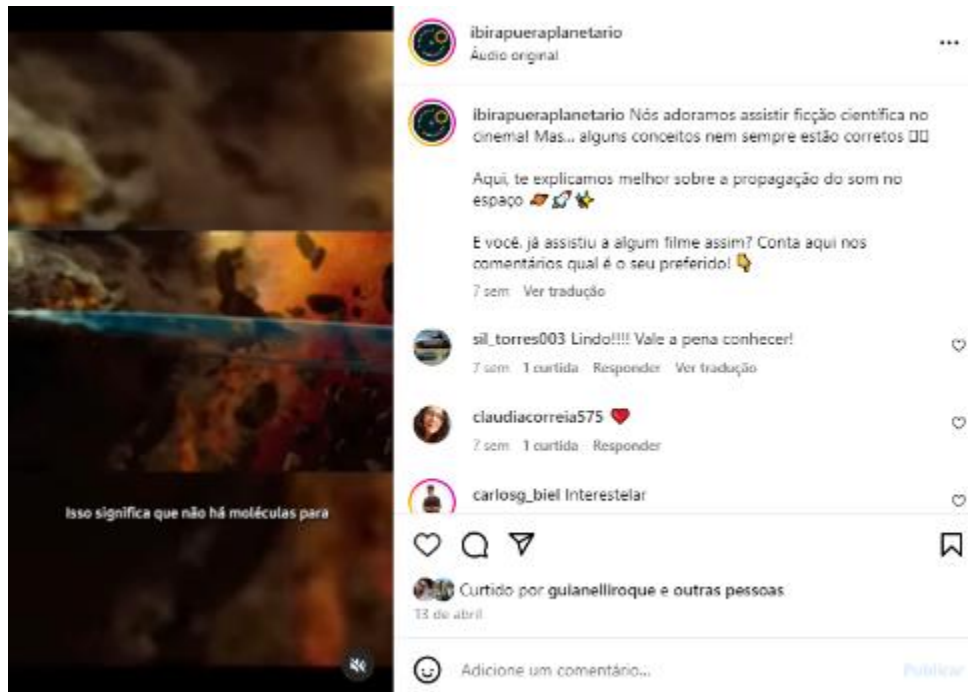 Isso significa que não há moléculas para
ibirapueraplanetario
Áudio original
ibirapueraplanetario Nós adoramos assistir ficção científica no
cinema! Mas... alguns conceitos nem sempre estão corretos
Aqui, te explicamos melhor sobre a propagação do som no
espaço 🪐🚀✨
E você, já assistiu a algum filme assim? Conta aqui nos
comentários qual é o seu preferido! 👇
7 sem Ver tradução
sil_torres003 Lindo!!!! Vale a pena conhecer!
7 sem 1 curtida Responder Ver tradução
claudiacorreia575 ❤️
7 sem 1 curtida Responder
carlosg_biel Interestelar
Curtido por guianelliroque e outras pessoas
13 de abril
Adicione um comentário...
Publicar